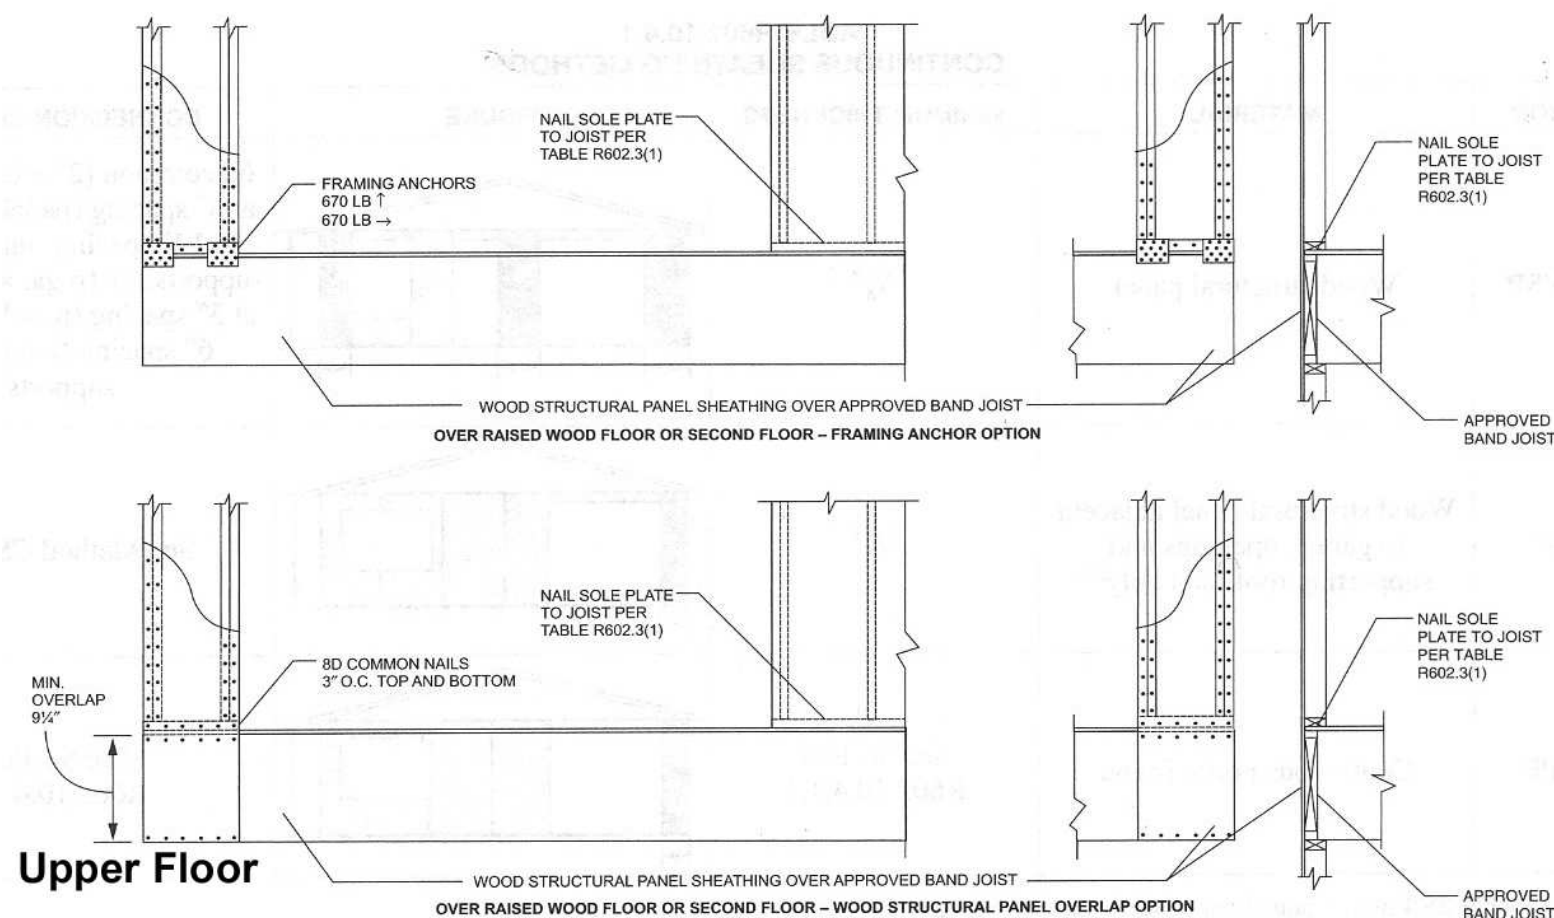 NAIL SOLE PLATE
TO JOIST PER
TABLE R602.3(1)
NAIL SOLE
PLATE TO JOIST
PER TABLE
R602.3(1)
FRAMING ANCHORS
670 LB ↑
670 LB →
WOOD STRUCTURAL PANEL SHEATHING OVER APPROVED BAND JOIST
OVER RAISED WOOD FLOOR OR SECOND FLOOR – FRAMING ANCHOR OPTION
APPROVED
BAND JOIST
NAIL SOLE PLATE
TO JOIST PER
TABLE R602.3(1)
NAIL SOLE
PLATE TO JOIST
PER TABLE
R602.3(1)
8D COMMON NAILS
3″ O.C. TOP AND BOTTOM
MIN.
OVERLAP
9¼″
Upper Floor
WOOD STRUCTURAL PANEL SHEATHING OVER APPROVED BAND JOIST
OVER RAISED WOOD FLOOR OR SECOND FLOOR – WOOD STRUCTURAL PANEL OVERLAP OPTION
APPROVED
BAND JOIST